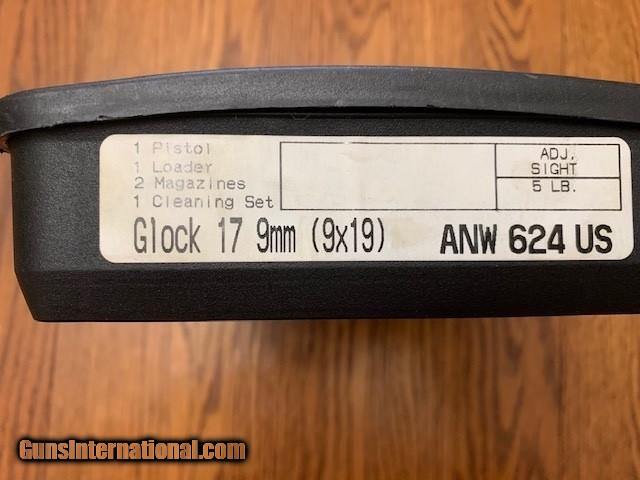 1 Pistol
1 Loader
2 Magazines
1 Cleaning Set
ADJ.
SIGHT
5 LB.
Glock 17 9mm (9x19)
ANW 624 US
GunsInternational.com